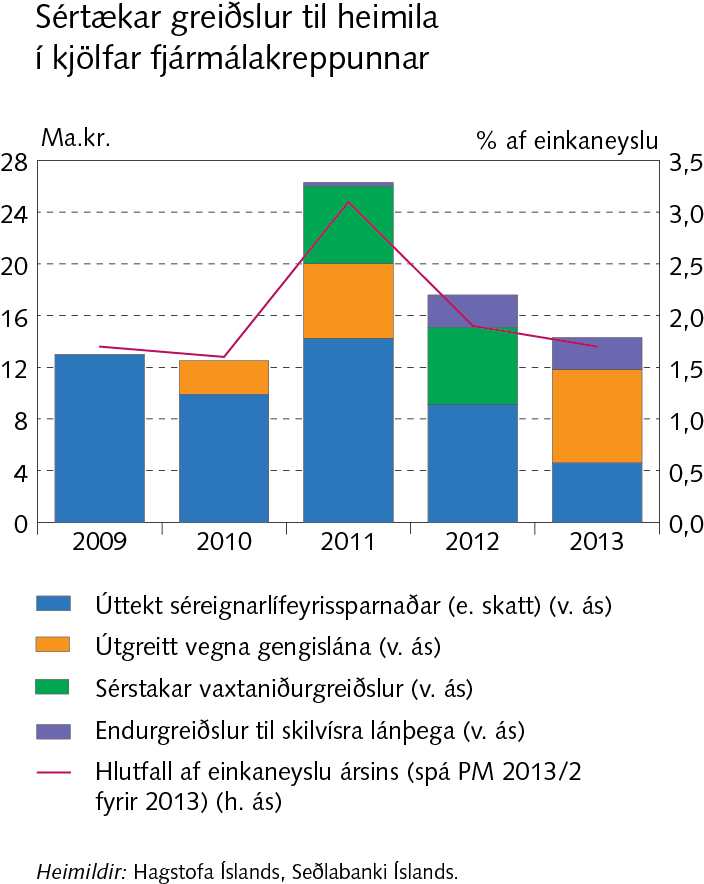 Sértækar greiðslur til heimila
í kjölfar fjármálakreppunnar
Ma.kr.
% af einkaneyslu
28
24
20
16
12
8
4
0
3,5
3,0
2,5
2,0
1,5
1,0
0,5
0,0
2009
2010
2011
2012
2013
Úttekt séreignarlífeyrissparnaðar (e. skatt) (v. ás)
Útgreitt vegna gengislána (v. ás)
Sérstakar vaxtaniðurgreiðslur (v. ás)
Endurgreiðslur til skilvísra lánþega (v. ás)
Hlutfall af einkaneyslu ársins (spá PM 2013/2
fyrir 2013) (h. ás)
Heimildir: Hagstofa Íslands, Seðlabanki Íslands.